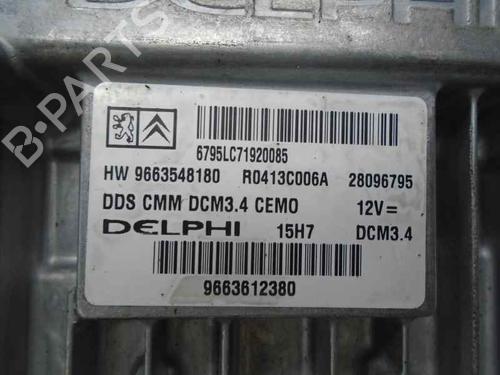 DELPHI
B-PARTS
6795LC71920085
HW 9663548180 R0413C006A 28096795
DDS CMM DCM3.4 CEMO 12V=
DELPHI 15H7 DCM3.4
9663612380